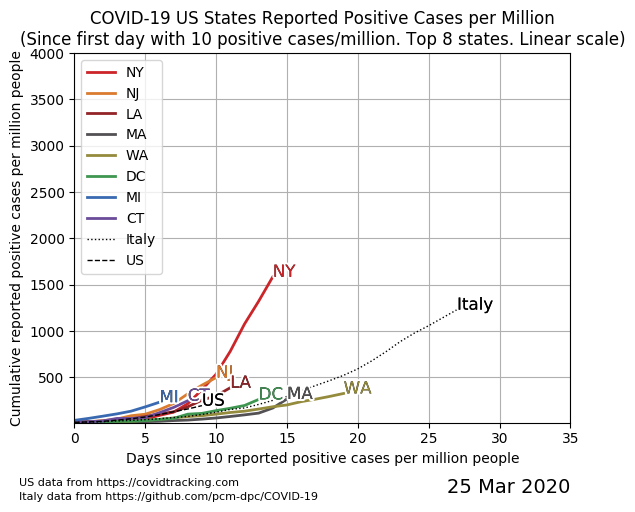 COVID-19 US States Reported Positive Cases per Million
(Since first day with 10 positive cases/million. Top 8 states. Linear scale)
Cumulative reported positive cases per million people
4000
3500
3000
2500
2000
1500
1000
500
NY
NJ
LA
MA
WA
DC
MI
CT
Italy
US
NY
Italy
NJ
LA
MI
CT
US
DC
MA
WA
0 5 10 15 20 25 30 35
Days since 10 reported positive cases per million people
US data from https://covidtracking.com
Italy data from https://github.com/pcm-dpc/COVID-19
25 Mar 2020